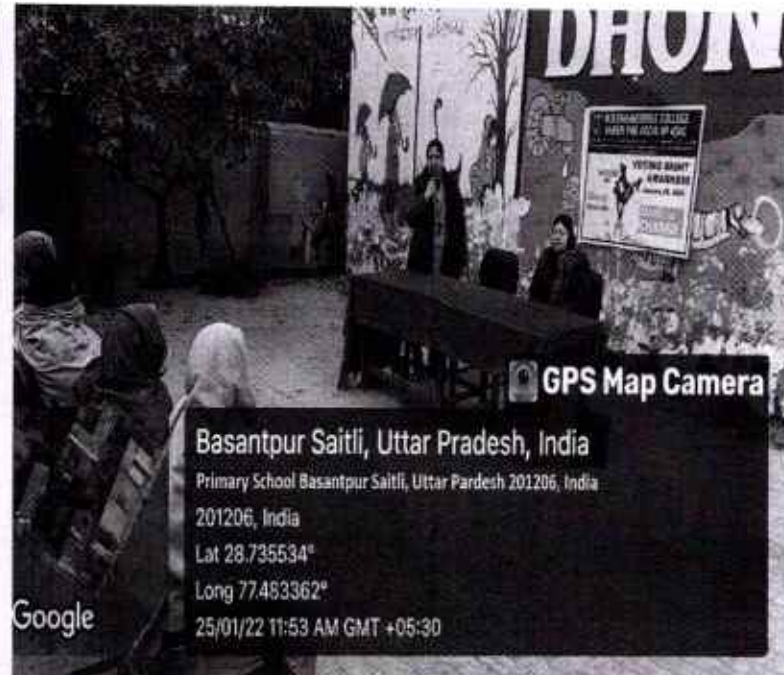 DHON
VOTING RIGHT
AWARENESS
GPS Map Camera
Basantpur Saitli, Uttar Pradesh, India
Primary School Basantpur Saitli, Uttar Pardesh 201206, India
201206, India
Lat 28.735534°
Long 77.483362°
25/01/22 11:53 AM GMT +05:30
Google